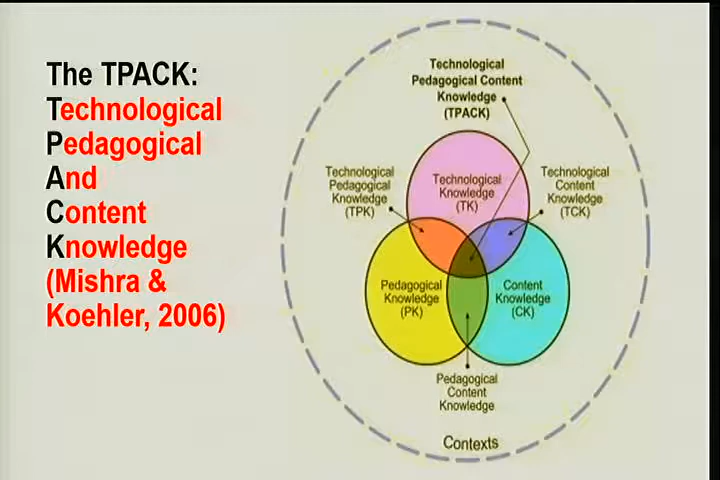 The TPACK:
Technological
Pedagogical
And
Content
Knowledge
(Mishra &
Koehler, 2006)
Technological
Pedagogical Content
Knowledge
(TPACK)
Technological
Pedagogical
Knowledge
(TPK)
Technological
Knowledge
(TK)
Technological
Content
Knowledge
(TCK)
Pedagogical
Knowledge
(PK)
Content
Knowledge
(CK)
Pedagogical
Content
Knowledge
Contexts